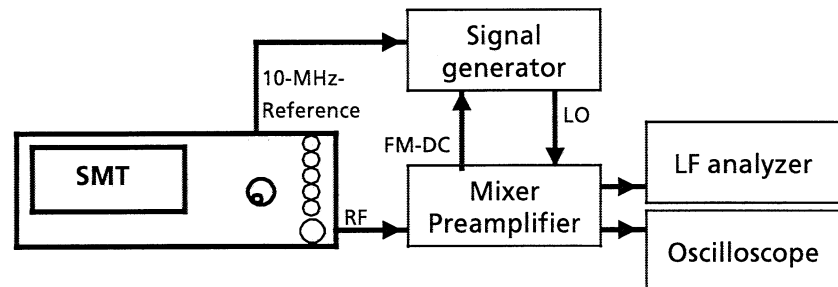 Signal
generator
10-MHz-
Reference
FM-DC
LO
SMT
LF analyzer
Mixer
Preamplifier
RF
Oscilloscope